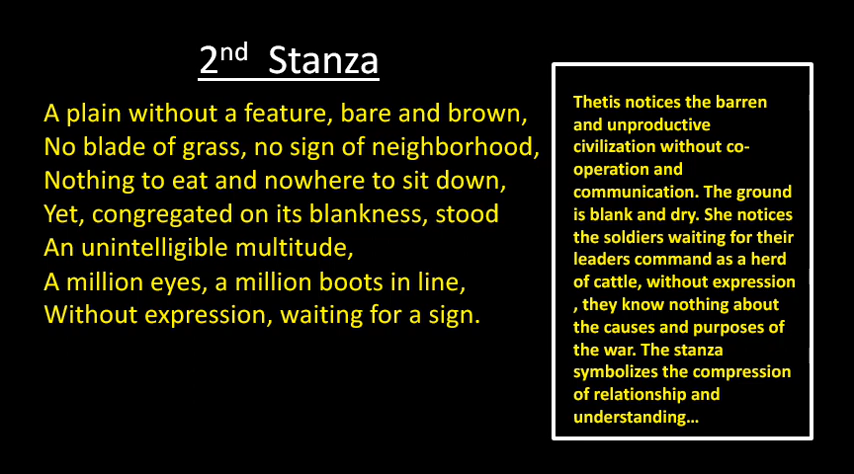 2nd Stanza
A plain without a feature, bare and brown,
No blade of grass, no sign of neighborhood,
Nothing to eat and nowhere to sit down,
Yet, congregated on its blankness, stood
An unintelligible multitude,
A million eyes, a million boots in line,
Without expression, waiting for a sign.
Thetis notices the barren
and unproductive
civilization without co-
operation and
communication. The ground
is blank and dry. She notices
the soldiers waiting for their
leaders command as a herd
of cattle, without expression
, they know nothing about
the causes and purposes of
the war. The stanza
symbolizes the compression
of relationship and
understanding…